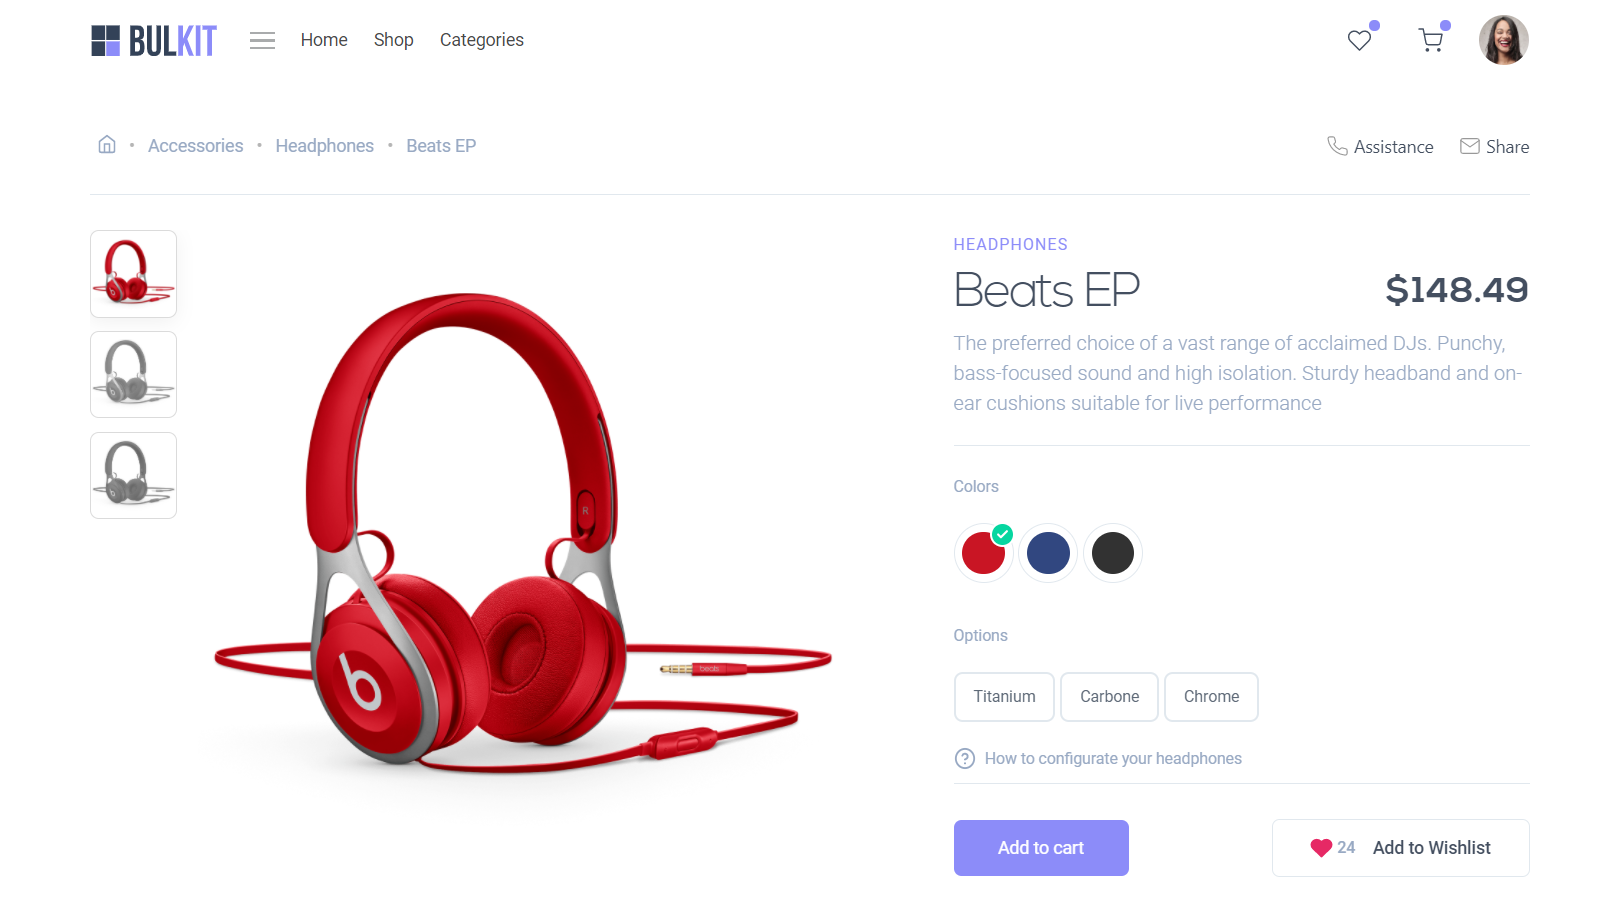 BULKIT
Home Shop Categories
Accessories • Headphones • Beats EP
Assistance Share
HEADPHONES
Beats EP $148.49
The preferred choice of a vast range of acclaimed DJs. Punchy,
bass-focused sound and high isolation. Sturdy headband and on-
ear cushions suitable for live performance
Colors
R
b
beats
Options
Titanium Carbone Chrome
How to configurate your headphones
Add to cart 24 Add to Wishlist